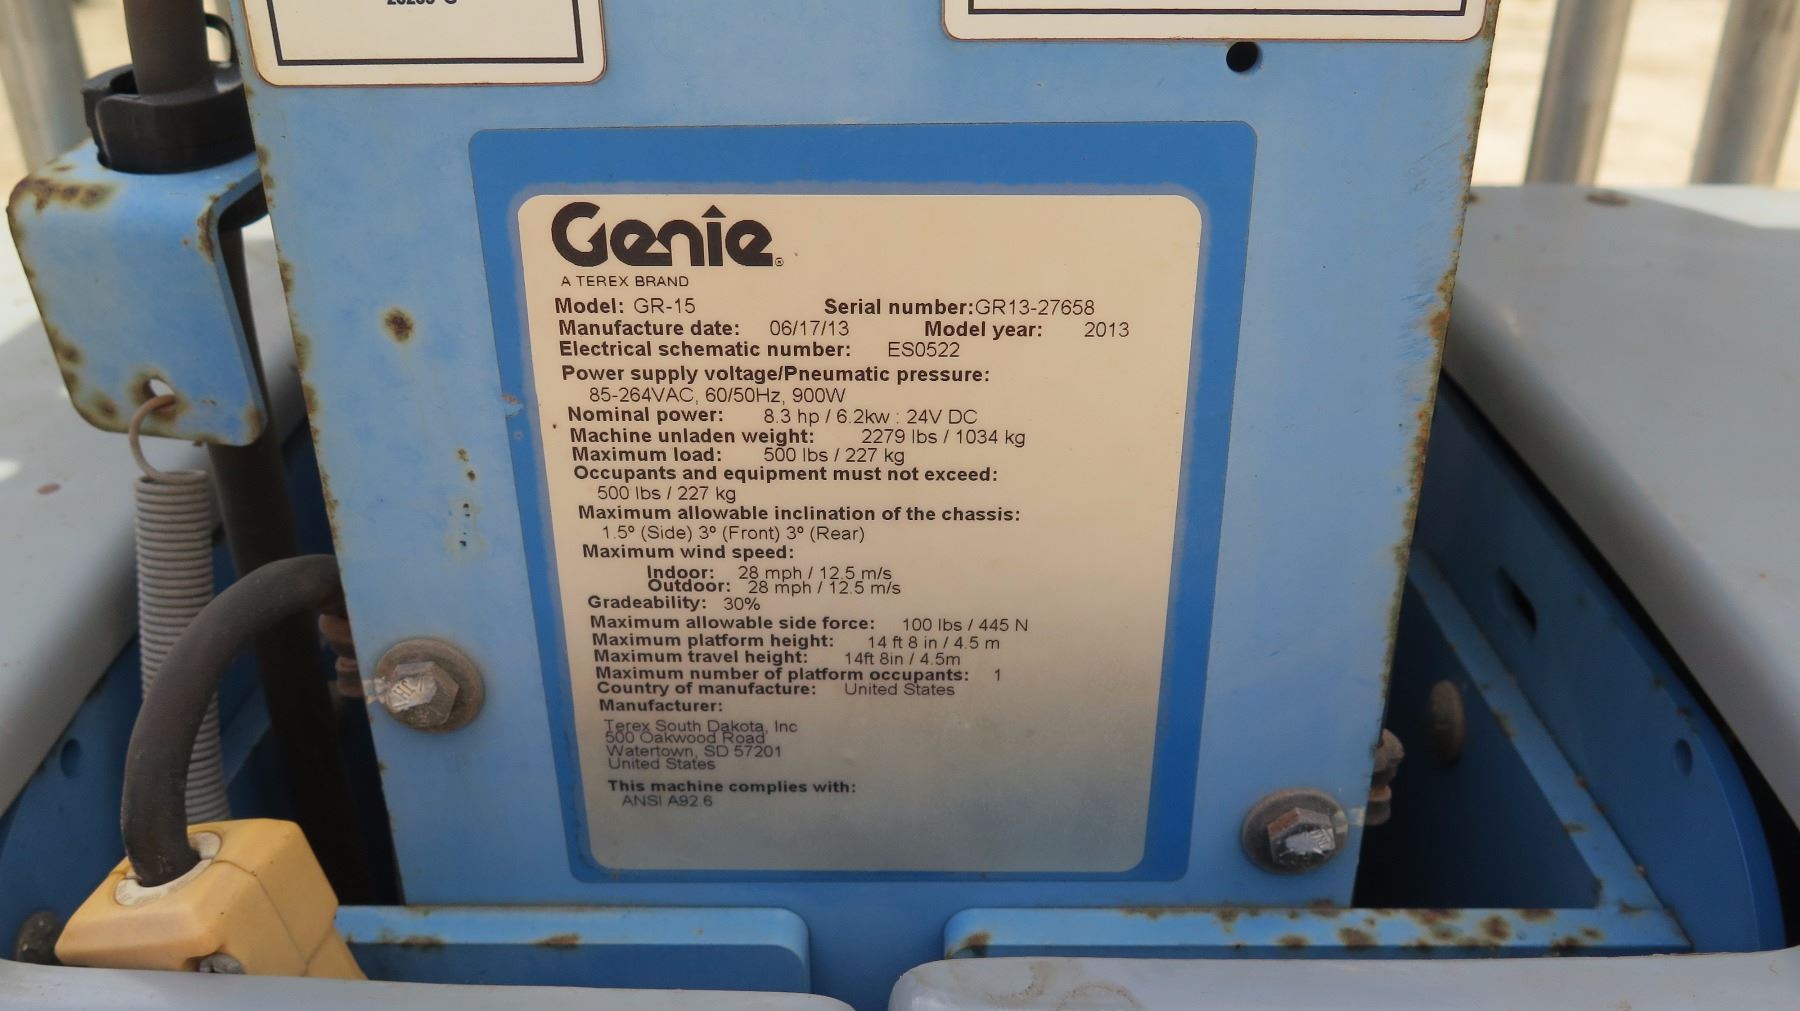 Genie®
A TEREX BRAND
Model: GR-15 Serial number:GR13-27658
Manufacture date: 06/17/13 Model year: 2013
Electrical schematic number: ES0522
Power supply voltage/Pneumatic pressure:
85-264VAC, 60/50Hz, 900W
Nominal power: 8.3 hp / 6.2kw : 24V DC
Machine unladen weight: 2279 lbs / 1034 kg
Maximum load: 500 lbs / 227 kg
Occupants and equipment must not exceed:
500 lbs / 227 kg
Maximum allowable inclination of the chassis:
1.5º (Side) 3º (Front) 3º (Rear)
Maximum wind speed:
Indoor: 28 mph / 12.5 m/s
Outdoor: 28 mph / 12.5 m/s
Gradeability: 30%
Maximum allowable side force: 100 lbs / 445 N
Maximum platform height: 14 ft 8 in / 4.5 m
Maximum travel height: 14ft 8in / 4.5m
Maximum number of platform occupants: 1
Country of manufacture: United States
Manufacturer:
Terex South Dakota, Inc
500 Oakwood Road
Watertown, SD 57201
United States
This machine complies with:
ANSI A92.6